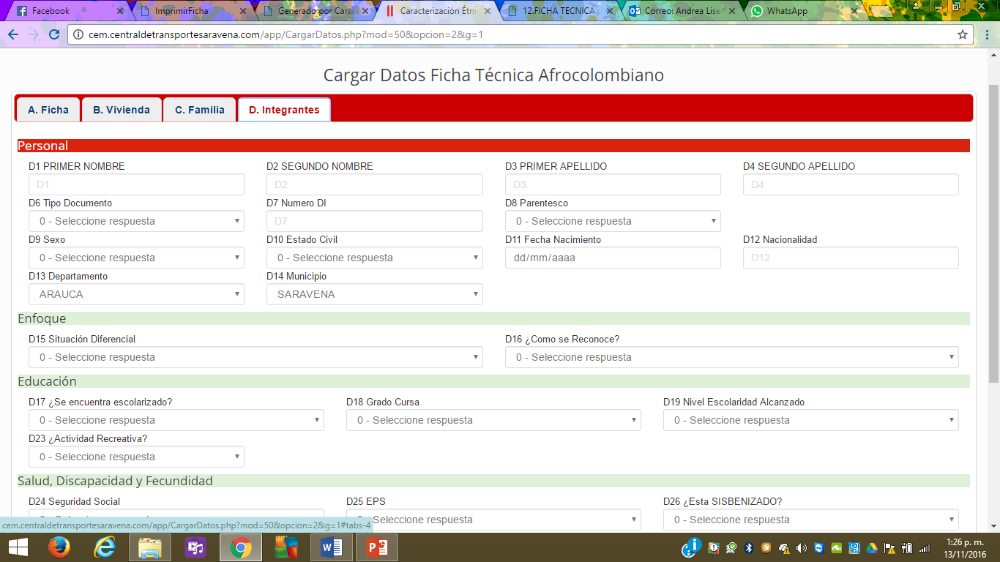 Facebook
ImprimirFicha
Generado por Carac
Caracterización Étni
12.FICHA TECNICA.
Correo: Andrea Lise
WhatsApp
cem.centraldetransportesaravena.com/app/CargarDatos.php?mod=50&opcion=2&g=1
Cargar Datos Ficha Técnica Afrocolombiano
A. Ficha
B. Vivienda
C. Familia
D. Integrantes
Personal
D1 PRIMER NOMBRE
D2 SEGUNDO NOMBRE
D3 PRIMER APELLIDO
D4 SEGUNDO APELLIDO
D1
D2
D3
D4
D6 Tipo Documento
D7 Numero DI
D8 Parentesco
0 - Seleccione respuesta
D7
0 - Seleccione respuesta
D9 Sexo
D10 Estado Civil
D11 Fecha Nacimiento
D12 Nacionalidad
0 - Seleccione respuesta
0 - Seleccione respuesta
dd/mm/aaaa
D12
D13 Departamento
D14 Municipio
ARAUCA
SARAVENA
Enfoque
D15 Situación Diferencial
D16 ¿Como se Reconoce?
0 - Seleccione respuesta
0 - Seleccione respuesta
Educación
D17 ¿Se encuentra escolarizado?
D18 Grado Cursa
D19 Nivel Escolaridad Alcanzado
0 - Seleccione respuesta
0 - Seleccione respuesta
0 - Seleccione respuesta
D23 ¿Actividad Recreativa?
0 - Seleccione respuesta
Salud, Discapacidad y Fecundidad
D24 Seguridad Social
D25 EPS
D26 ¿Esta SISBENIZADO?
0 - Seleccione respuesta
0 - Seleccione respuesta
cem.centraldetransportesaravena.com/app/CargarDatos.php?mod=50&opcion=2&g=1#tabs-4
1:26 p. m.
13/11/2016